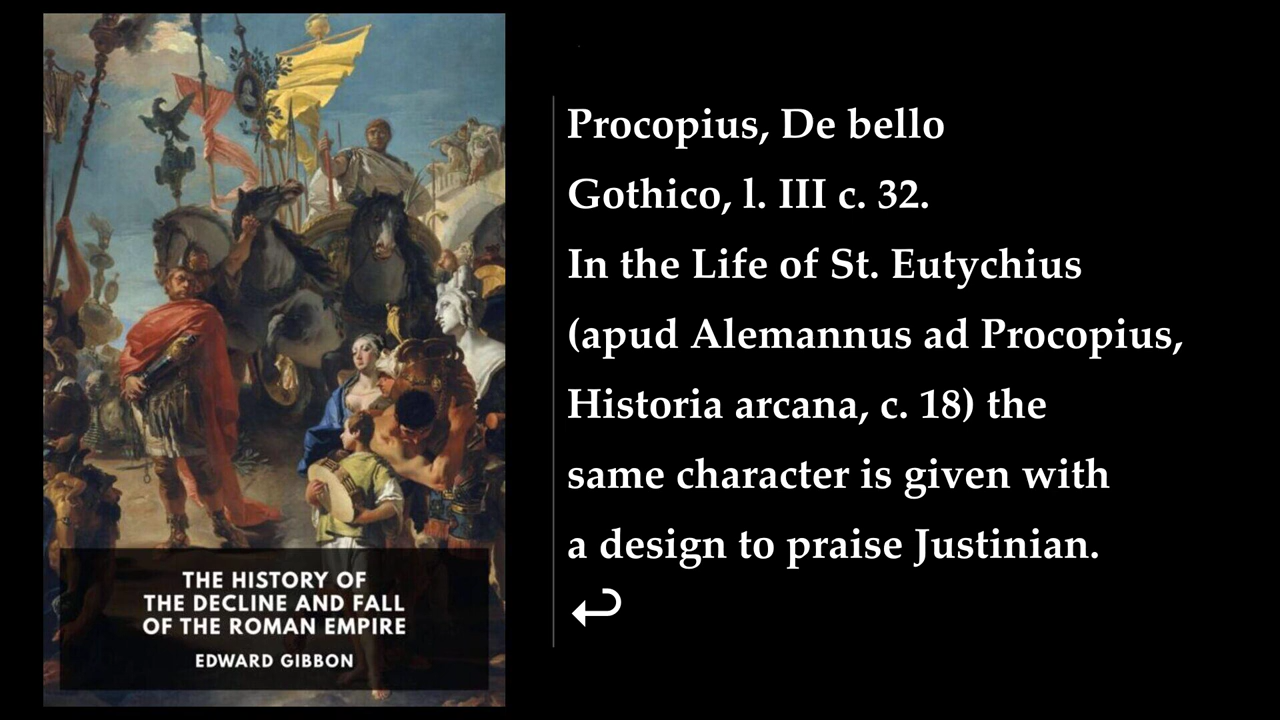 THE HISTORY OF
THE DECLINE AND FALL
OF THE ROMAN EMPIRE
EDWARD GIBBON
Procopius, De bello
Gothico, l. III c. 32.
In the Life of St. Eutychius
(apud Alemannus ad Procopius,
Historia arcana, c. 18) the
same character is given with
a design to praise Justinian.
↩